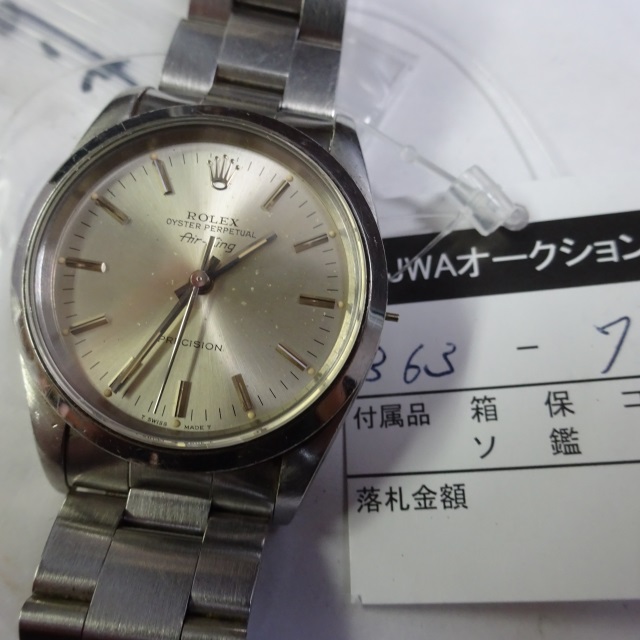 ROLEX
OYSTER PERPETUAL
Air-King
PRECISION
T SWISS MADE T
JWAオークション
363 - 7
付属品 箱 保 コ
ソ 鑑
落札金額